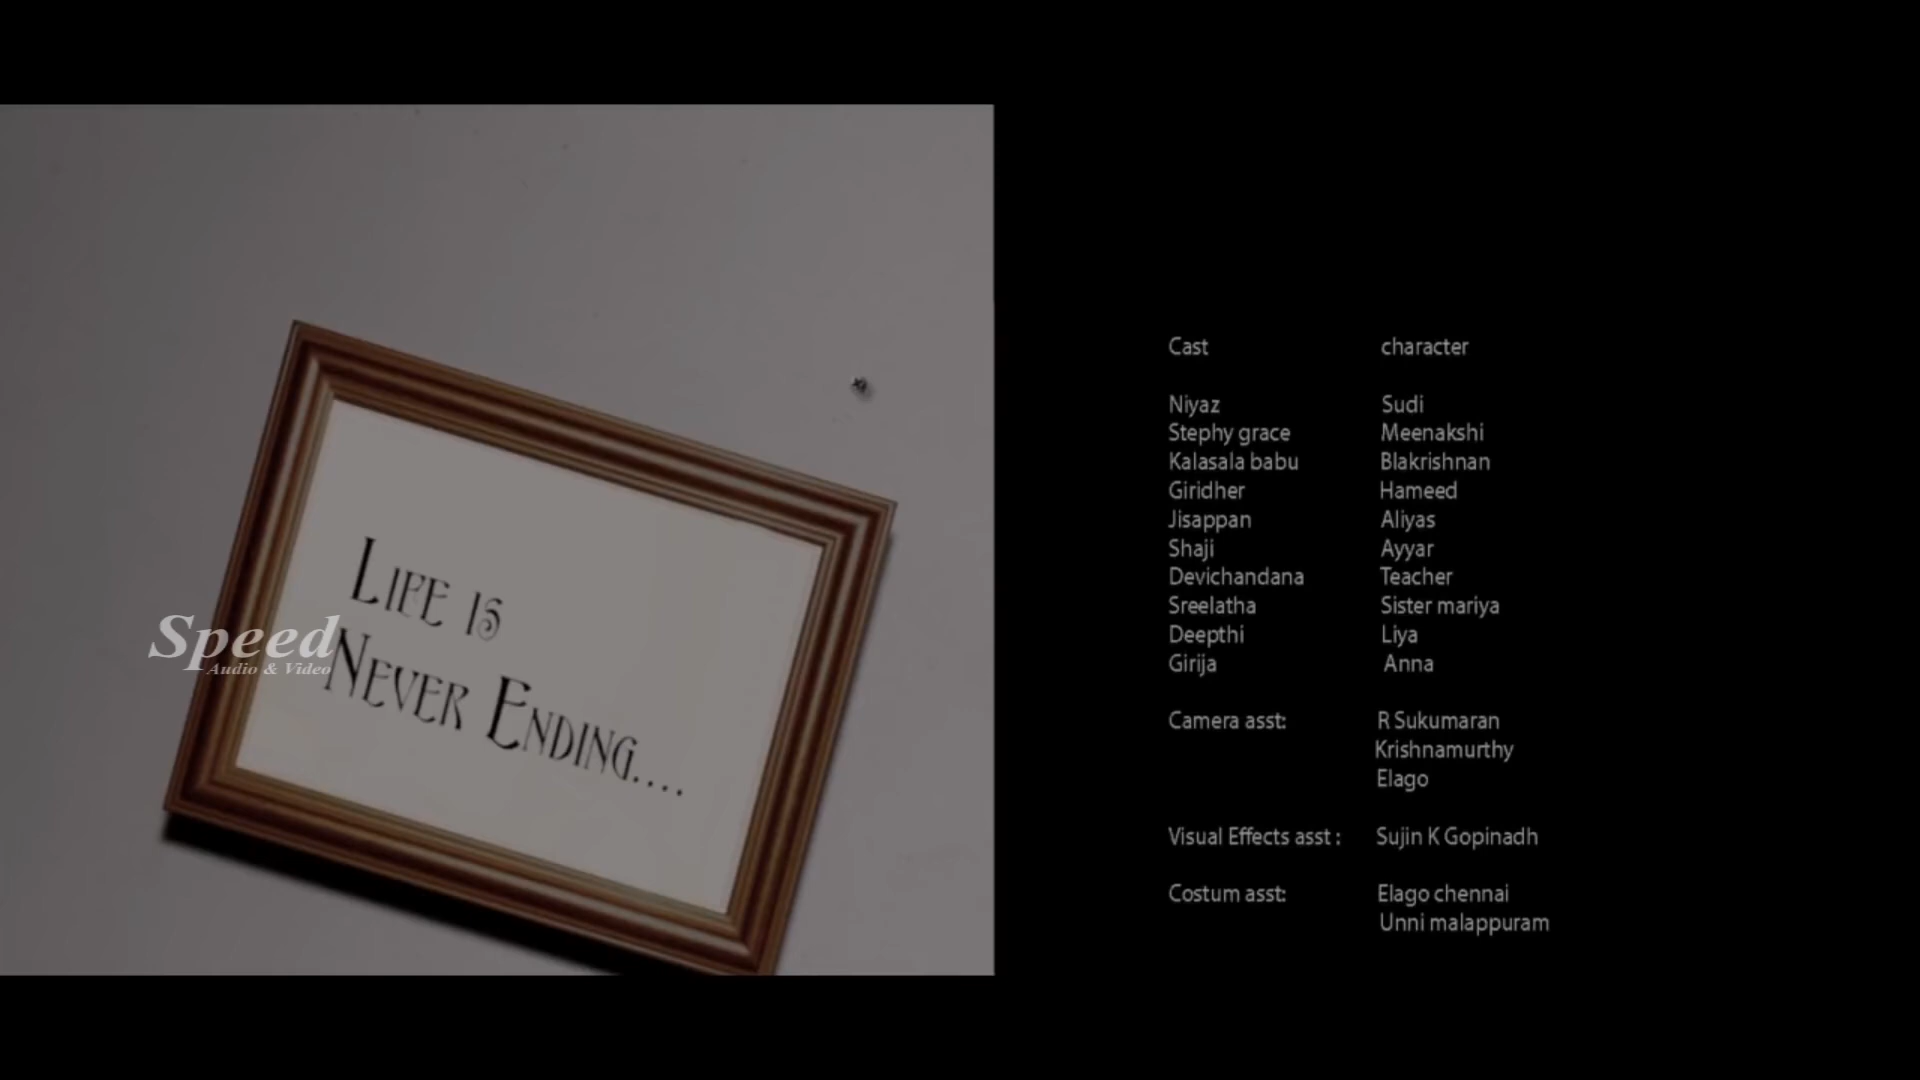 Life is
Never Ending....
Speed
Audio & Video
Cast character
Niyaz Sudi
Stephy grace Meenakshi
Kalasala babu Blakrishnan
Giridher Hameed
Jisappan Aliyas
Shaji Ayyar
Devichandana Teacher
Sreelatha Sister mariya
Deepthi Liya
Girija Anna
Camera asst: R Sukumaran
Krishnamurthy
Elago
Visual Effects asst : Sujin K Gopinadh
Costum asst: Elago chennai
Unni malappuram